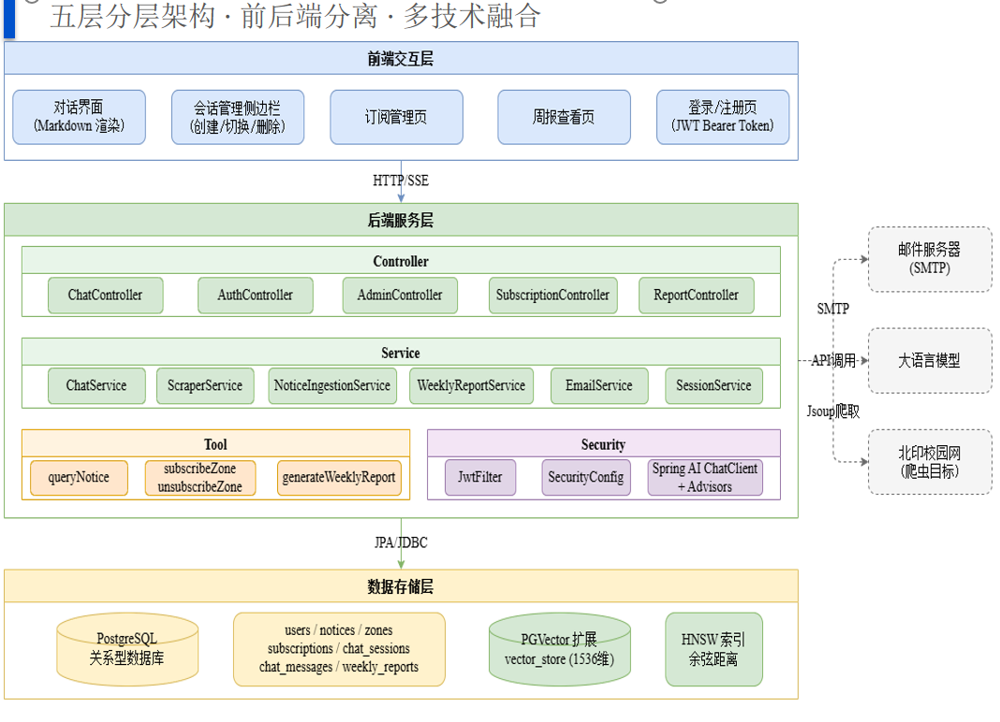 五层分层架构 · 前后端分离 · 多技术融合
前端交互层
对话界面
(Markdown 渲染)
会话管理侧边栏
(创建/切换/删除)
订阅管理页
周报查看页
登录/注册页
(JWT Bearer Token)
HTTP/SSE
后端服务层
Controller
ChatController
AuthController
AdminController
SubscriptionController
ReportController
Service
ChatService
ScraperService
NoticeIngestionService
WeeklyReportService
EmailService
SessionService
Tool
queryNotice
subscribeZone
unsubscribeZone
generateWeeklyReport
Security
JwtFilter
SecurityConfig
Spring AI ChatClient
+ Advisors
SMTP
API调用
Jsoup爬取
邮件服务器
(SMTP)
大语言模型
北印校园网
(爬虫目标)
JPA/JDBC
数据存储层
PostgreSQL
关系型数据库
users / notices / zones
subscriptions / chat_sessions
chat_messages / weekly_reports
PGVector 扩展
vector_store (1536维)
HNSW 索引
余弦距离